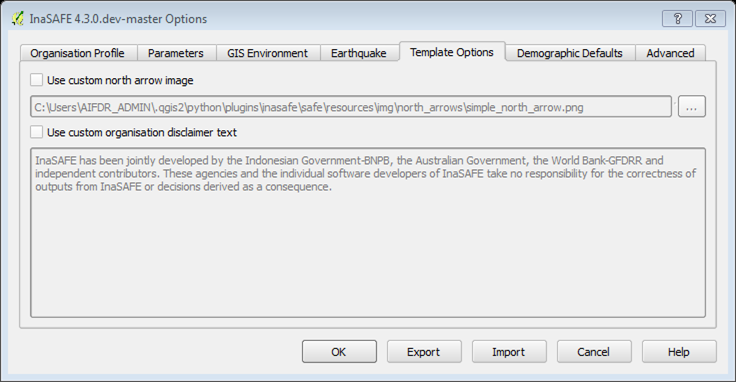 InaSAFE 4.3.0.dev-master Options
Organisation Profile Parameters GIS Environment Earthquake Template Options Demographic Defaults Advanced
Use custom north arrow image
C:\Users\AIFDR_ADMIN\.qgis2\python\plugins\inasafe\safe\resources\img\north_arrows\simple_north_arrow.png ...
Use custom organisation disclaimer text
InaSAFE has been jointly developed by the Indonesian Government-BNPB, the Australian Government, the World Bank-GFDRR and
independent contributors. These agencies and the individual software developers of InaSAFE take no responsibility for the correctness of
outputs from InaSAFE or decisions derived as a consequence.
OK Export Import Cancel Help